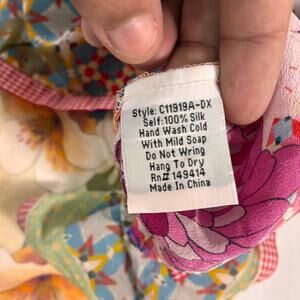 Style: C11919A-DX
Self:100% Silk
Hand Wash Cold
With Mild Soap
Do Not Wring
Hang To Dry
Rn# 149414
Made In China